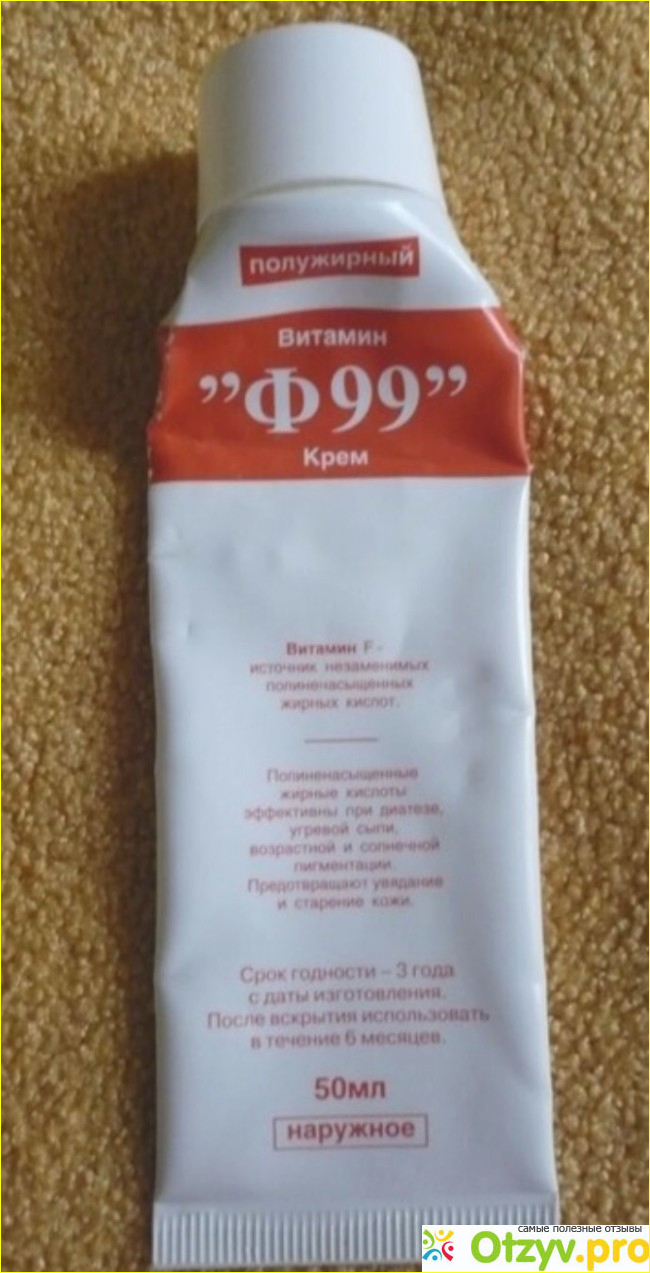 полужирный
Витамин
”Ф99”
Крем
Витамин F -
источник незаменимых
полиненасыщенных
жирных кислот.
Полиненасыщенные
жирные кислоты
эффективны при диатезе,
угревой сыпи,
возрастной и солнечной
пигментации.
Предотвращают увядание
и старение кожи.
Срок годности – 3 года
с даты изготовления.
После вскрытия использовать
в течение 6 месяцев.
50мл
наружное
самые полезные отзывы
Otzyv.pro